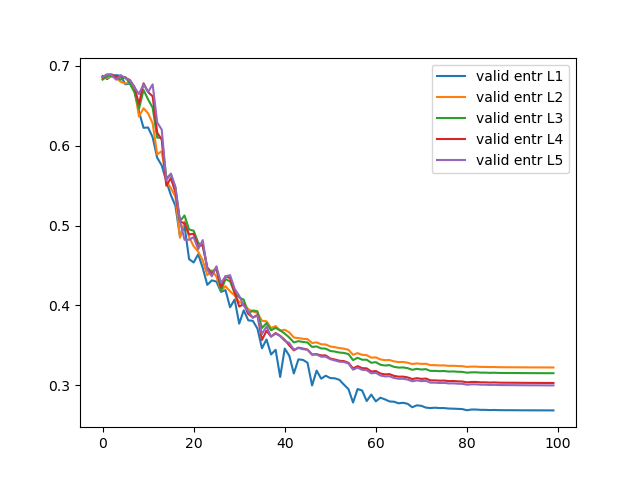 0.7
0.6
0.5
0.4
0.3
0
20
40
60
80
100
valid entr L1
valid entr L2
valid entr L3
valid entr L4
valid entr L5